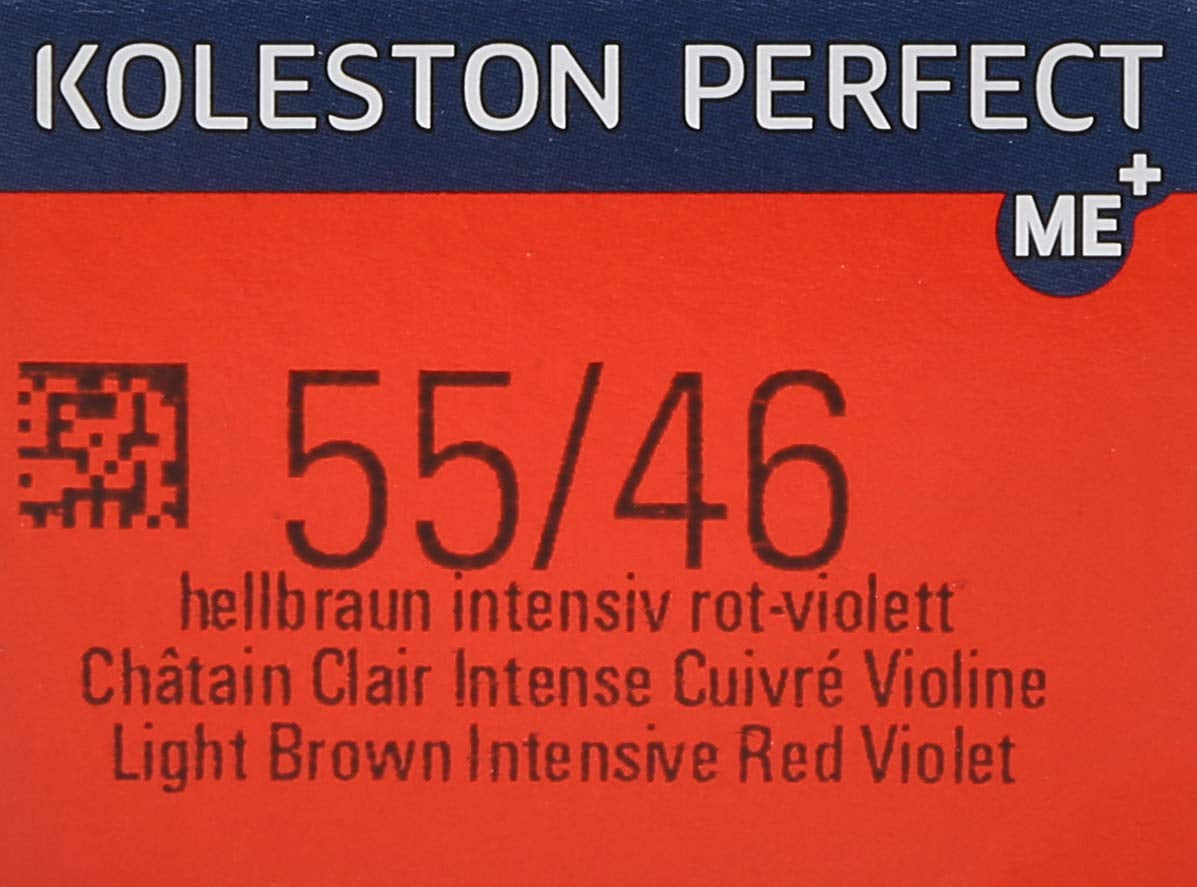 KOLESTON PERFECT
ME+
55/46
hellbraun intensiv rot-violett
Châtain Clair Intense Cuivré Violine
Light Brown Intensive Red Violet